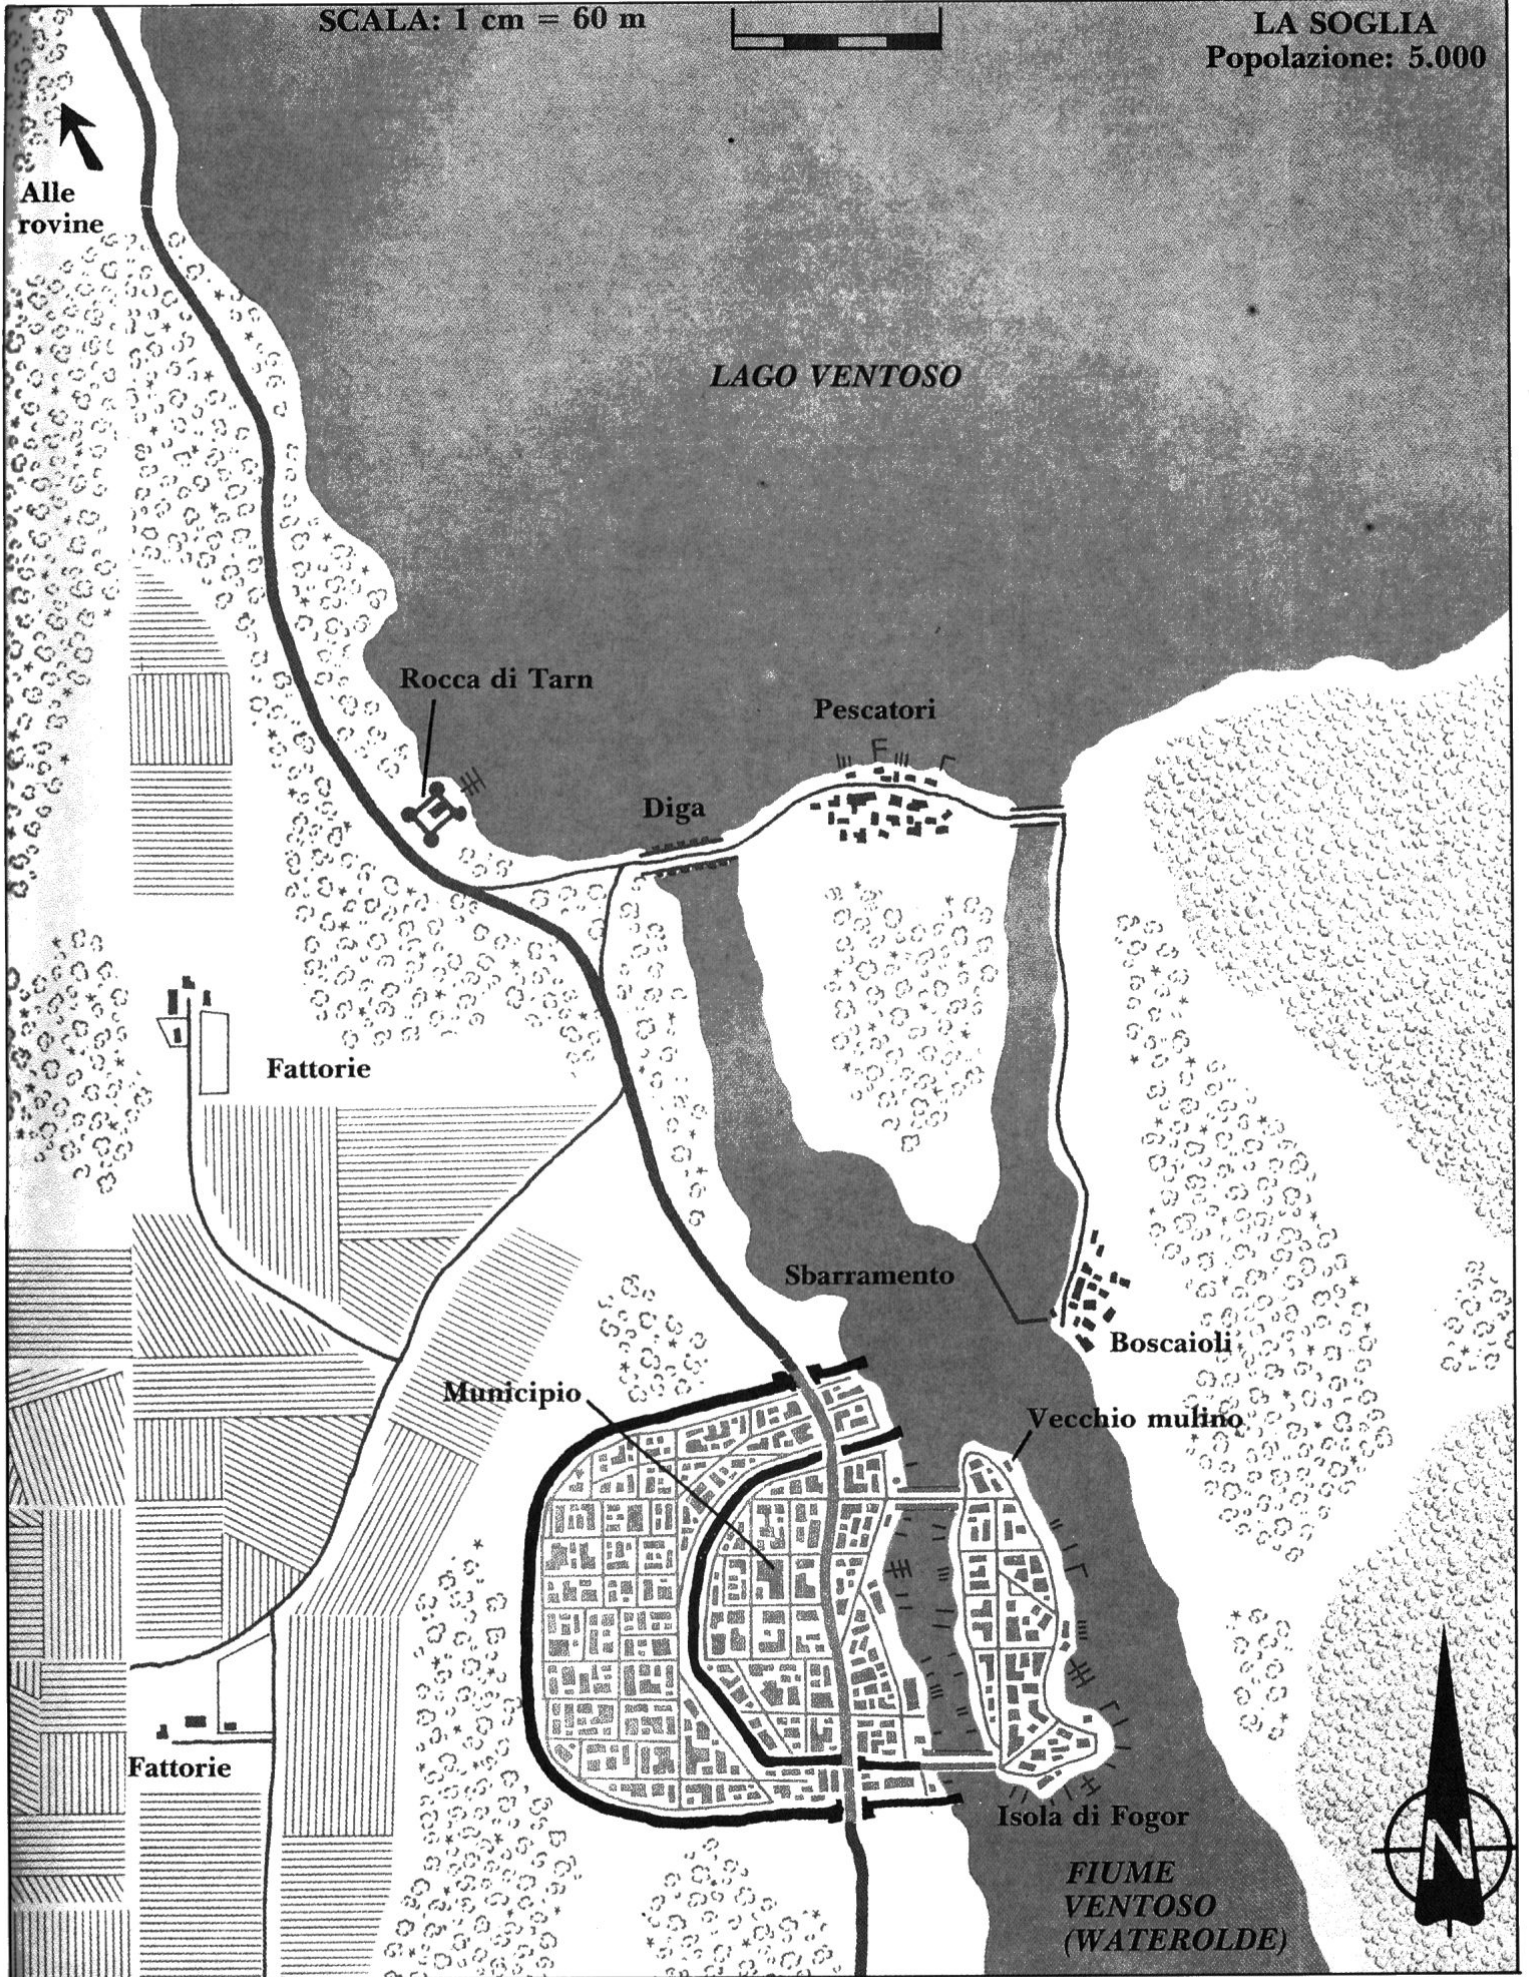 SCALA: 1 cm = 60 m
LA SOGLIA
Popolazione: 5.000
Alle
rovine
LAGO VENTOSO
Rocca di Tarn
Pescatori
Diga
Fattorie
Sbarramento
Boscaioli
Municipio
Vecchio mulino
Fattorie
Isola di Fogor
FIUME
VENTOSO
(WATEROLDE)
N